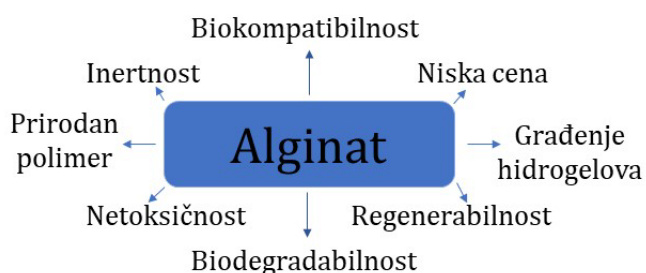 Biokompatibilnost
Inertnost
Niska cena
Prirodan
polimer
Alginat
Građenje
hidrogelova
Netoksičnost
Regenerabilnost
Biodegradabilnost